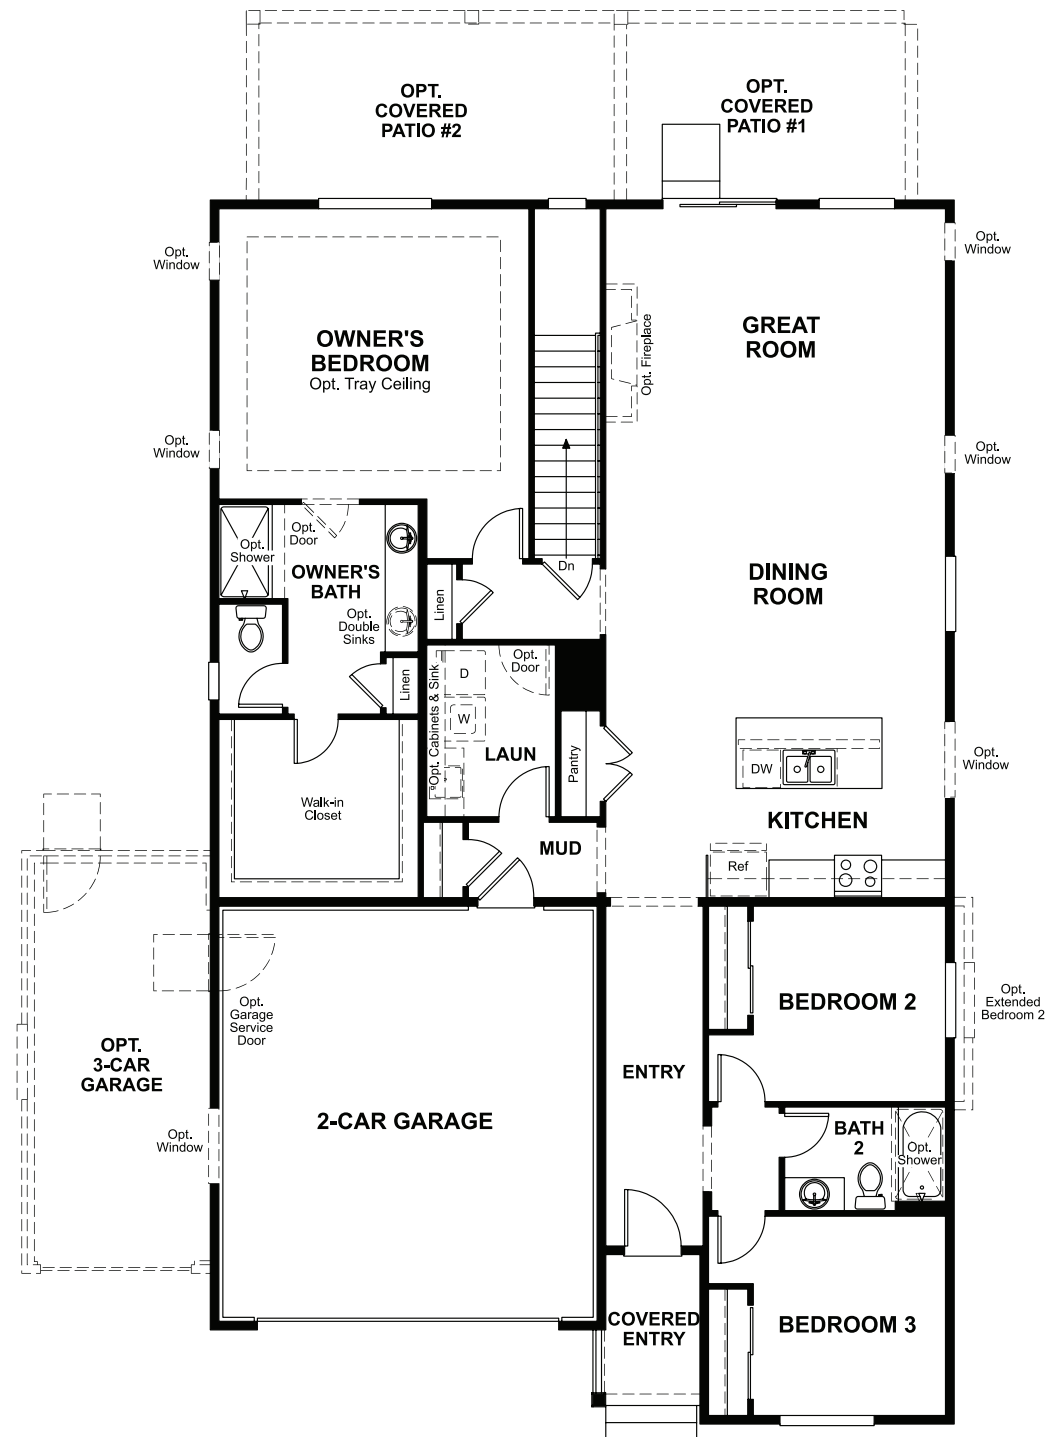 OPT.
COVERED
PATIO #2
OPT.
COVERED
PATIO #1
Opt.
Window
Opt.
Window
OWNER'S
BEDROOM
Opt. Tray Ceiling
Opt. Fireplace
GREAT
ROOM
Opt.
Window
Opt.
Window
Opt.
Shower
Opt.
Door
OWNER'S
BATH
Opt.
Double
Sinks
Linen
Linen
Dn
DINING
ROOM
Opt. Cabinets & Sink
D
W
Opt.
Door
LAUN
Pantry
DW
Opt.
Window
KITCHEN
Walk-in
Closet
MUD
Ref
OPT.
3-CAR
GARAGE
Opt.
Garage
Service
Door
Opt.
Window
2-CAR GARAGE
ENTRY
BEDROOM 2
Opt.
Extended
Bedroom 2
BATH
2
Opt.
Shower
COVERED
ENTRY
BEDROOM 3